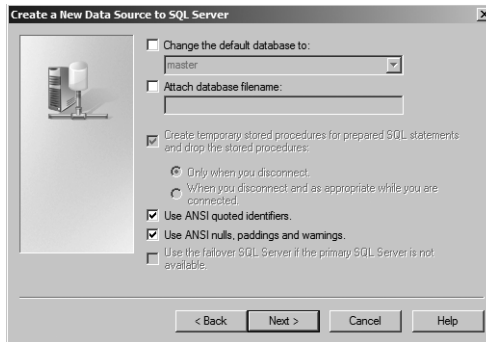 Create a New Data Source to SQL Server
Change the default database to:
master
Attach database filename:
Create temporary stored procedures for prepared SQL statements
and drop the stored procedures:
Only when you disconnect.
When you disconnect and as appropriate while you are
connected.
Use ANSI quoted identifiers.
Use ANSI nulls, paddings and warnings.
Use the failover SQL Server if the primary SQL Server is not
available.
< Back
Next >
Cancel
Help